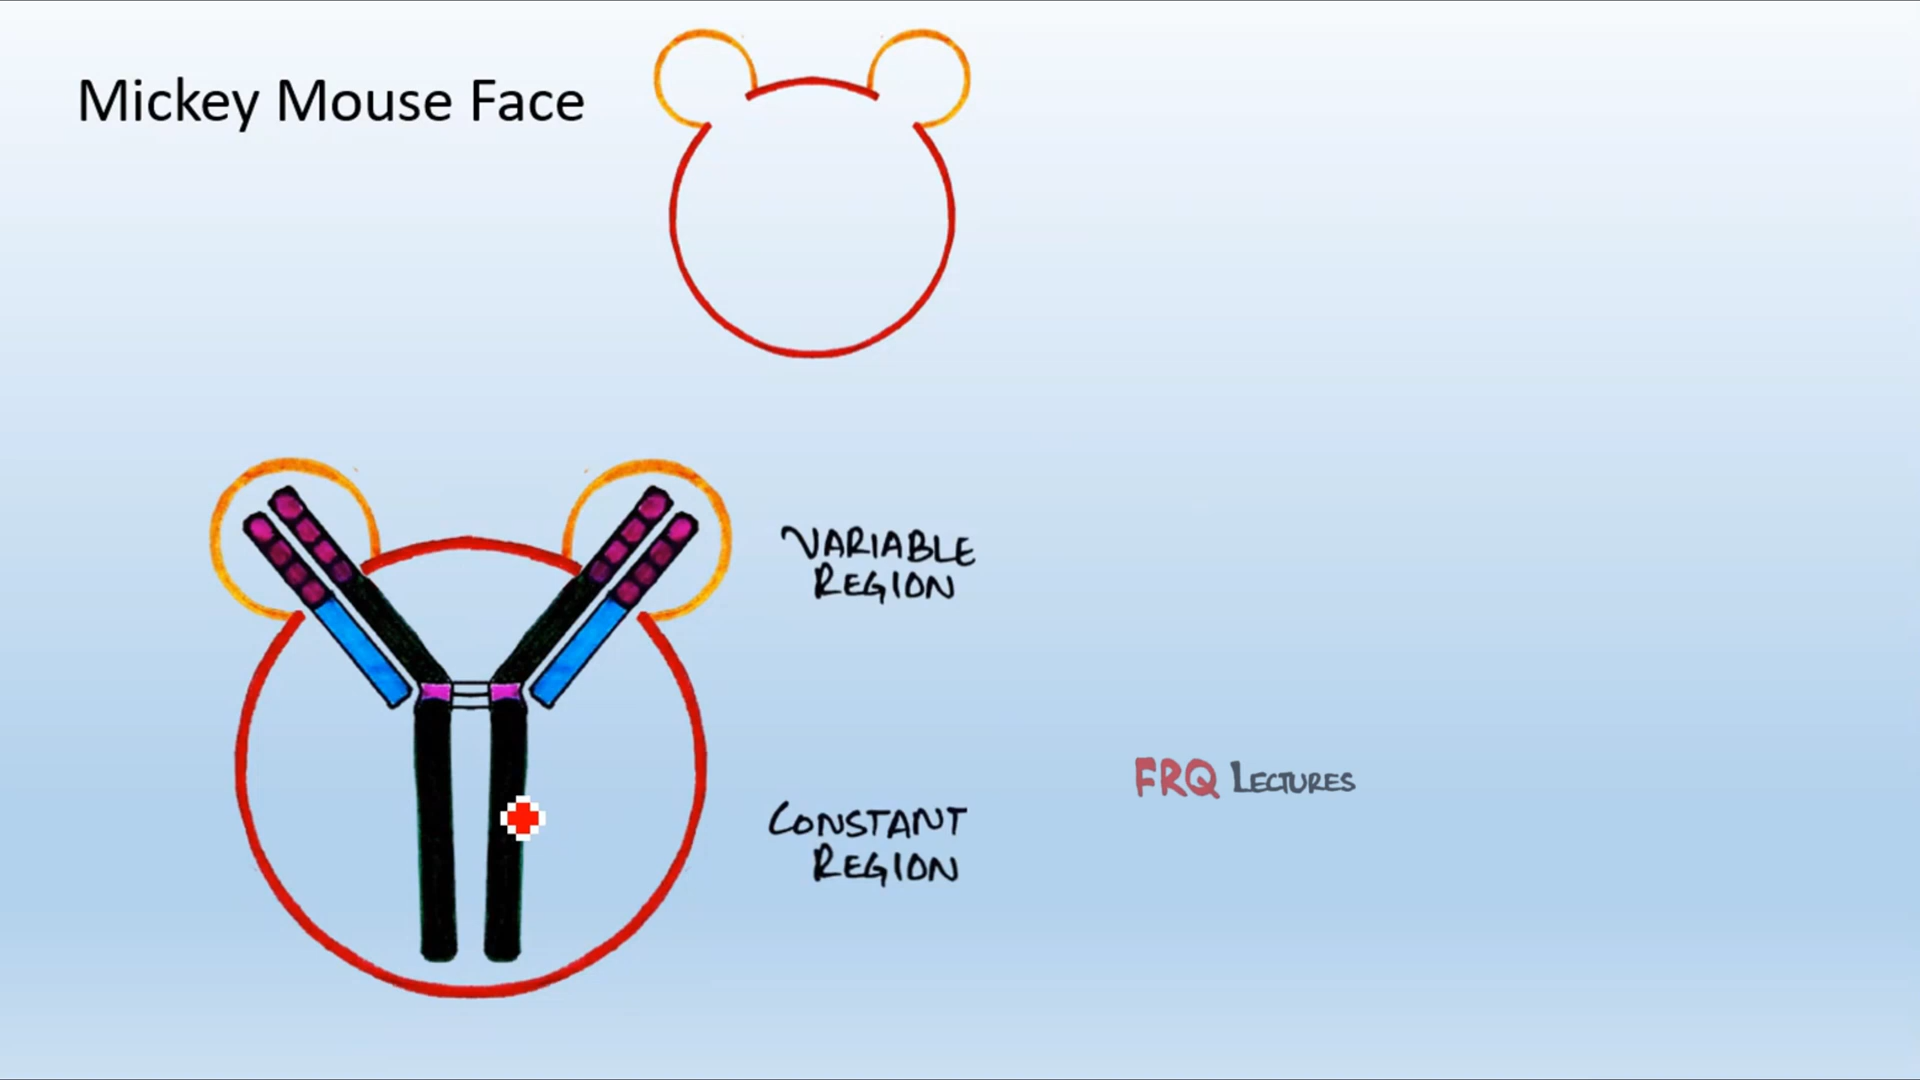 Mickey Mouse Face
VARIABLE
REGION
CONSTANT
REGION
FRQ LECTURES